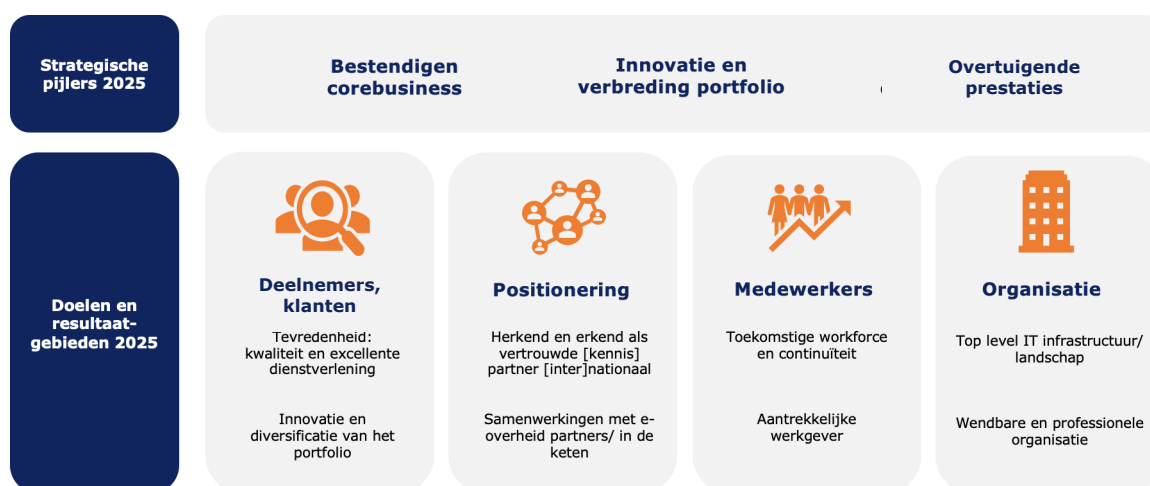 Strategische
pijlers 2025
Bestendigen
corebusiness
Innovatie en
verbreding portfolio
Overtuigende
prestaties
Doelen en
resultaat-
gebieden 2025
Deelnemers,
klanten
Tevredenheid:
kwaliteit en excellente
dienstverlening
Innovatie en
diversificatie van het
portfolio
Positionering
Herkend en erkend als
vertrouwde [kennis]
partner [inter]nationaal
Samenwerkingen met e-
overheid partners/ in de
keten
Medewerkers
Toekomstige workforce
en continuïteit
Aantrekkelijke
werkgever
Organisatie
Top level IT infrastructuur/
landschap
Wendbare en professionele
organisatie